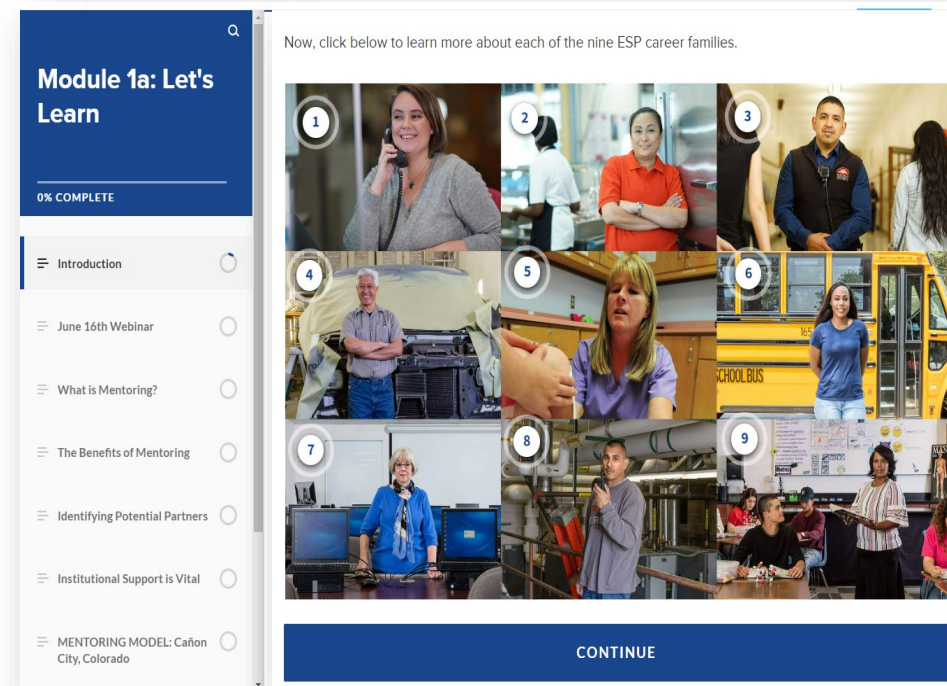 Module 1a: Let's
Learn
0% COMPLETE
Introduction
June 16th Webinar
What is Mentoring?
The Benefits of Mentoring
Identifying Potential Partners
Institutional Support is Vital
MENTORING MODEL: Cañon
City, Colorado
Now, click below to learn more about each of the nine ESP career families.
1
2
3
4
5
6
165
SCHOOL BUS
7
8
9
CONTINUE